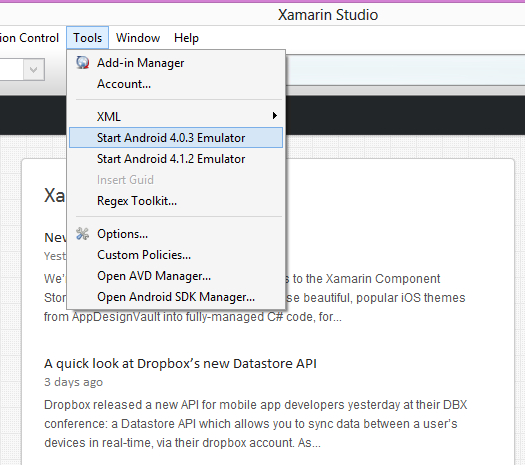 Xamarin Studio
ion Control Tools Window Help
Add-in Manager
Account...
XML
Start Android 4.0.3 Emulator
Start Android 4.1.2 Emulator
Insert Guid
Regex Toolkit...
Options...
Custom Policies...
Open AVD Manager...
Open Android SDK Manager...
Xa
New
Yest
We're s to the Xamarin Component
Stor se beautiful, popular iOS themes
from AppDesignVault into fully-managed C# code, for...
A quick look at Dropbox's new Datastore API
3 days ago
Dropbox released a new API for mobile app developers yesterday at their DBX
conference: a Datastore API which allows you to sync data between a user's
devices in real-time, via their dropbox account. As...